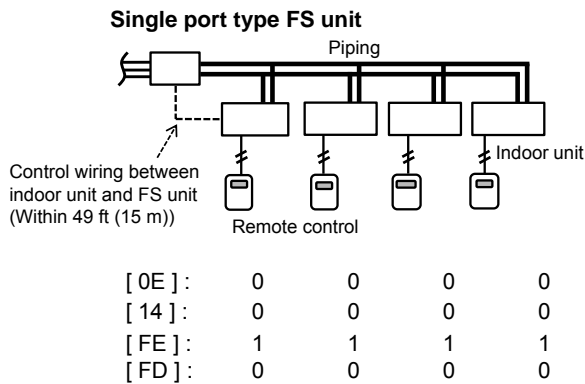 Single port type FS unit
Piping
Indoor unit
Control wiring between
indoor unit and FS unit
(Within 49 ft (15 m))
Remote control
[ 0E ] : 0 0 0 0
[ 14 ] : 0 0 0 0
[ FE ] : 1 1 1 1
[ FD ] : 0 0 0 0